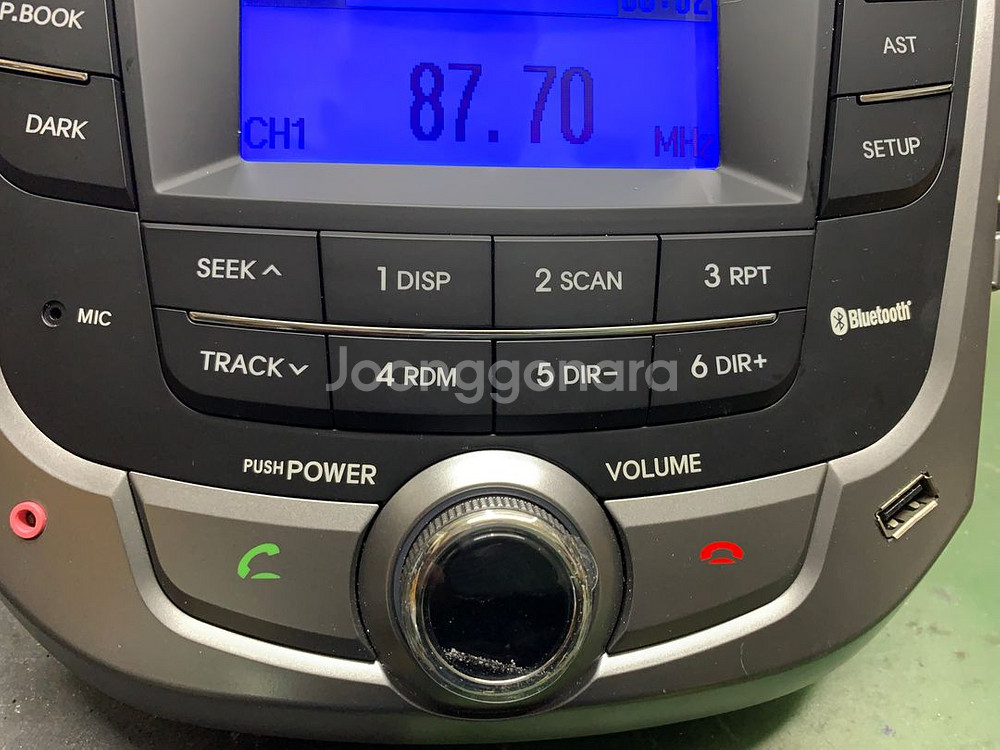 P.BOOK
AST
87.70
DARK
CH1
MHz
SETUP
SEEK ^
1 DISP
2 SCAN
3 RPT
MIC
Bluetooth
TRACK
4 RDM
5 DIR-
6 DIR+
Joonggonara
PUSH POWER
VOLUME